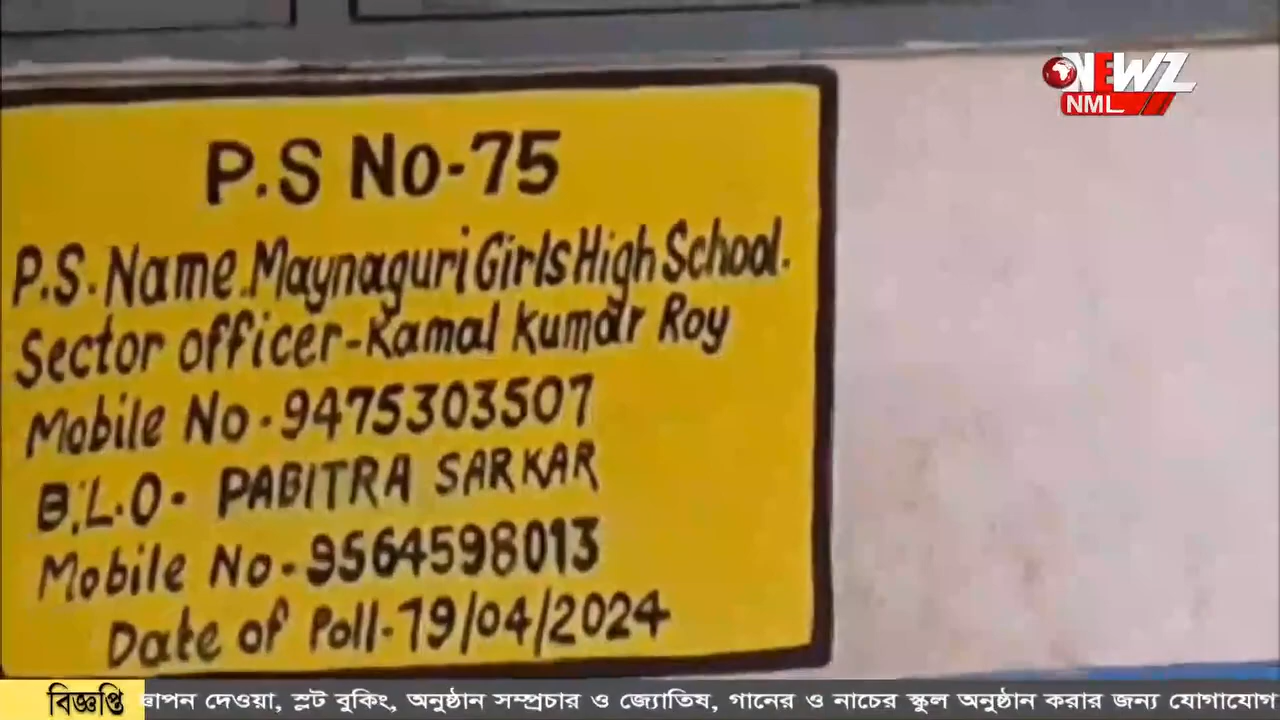 NEWZ
NML
P.S No-75
P.S. Name. Maynaguri Girls High School.
Sector officer-Kamal Kumar Roy
Mobile No-9475303507
B.L.O- PABITRA SARKAR
Mobile No-9564598013
Date of Poll-19/04/2024
বিজ্ঞপ্তি দেওয়া, স্লট বুকিং, অনুষ্ঠান সম্প্রচার ও জ্যোতিষ, গানের ও নাচের স্কুল অনুষ্ঠান করার জন্য যোগাযোগ